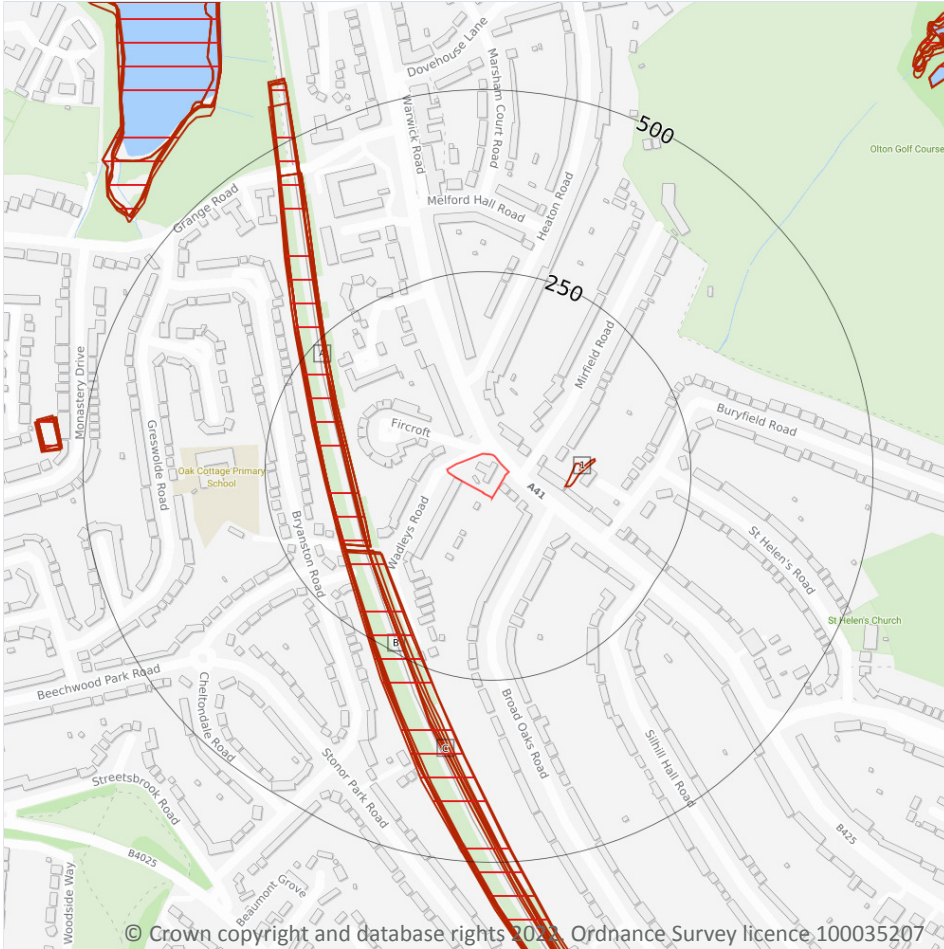 Dovehouse Lane
Marsham Court Road
Warwick Road
500
Olton Golf Course
Grange Road
Melford Hall Road
Heaton Road
250
A
Mirfield Road
Monastery Drive
Greswolde Road
Fircroft
Buryfield Road
Oak Cottage Primary
School
1
A41
Wadleys Road
Bryanston Road
St Helen's Road
St Helen's Church
B
Beechwood Park Road
Cheltondale Road
Broad Oaks Road
Silhill Hall Road
C
Stonor Park Road
Streetsbrook Road
B4025
B425
Woodside Way
Beaumont Grove
© Crown copyright and database rights 2022. Ordnance Survey licence 100035207